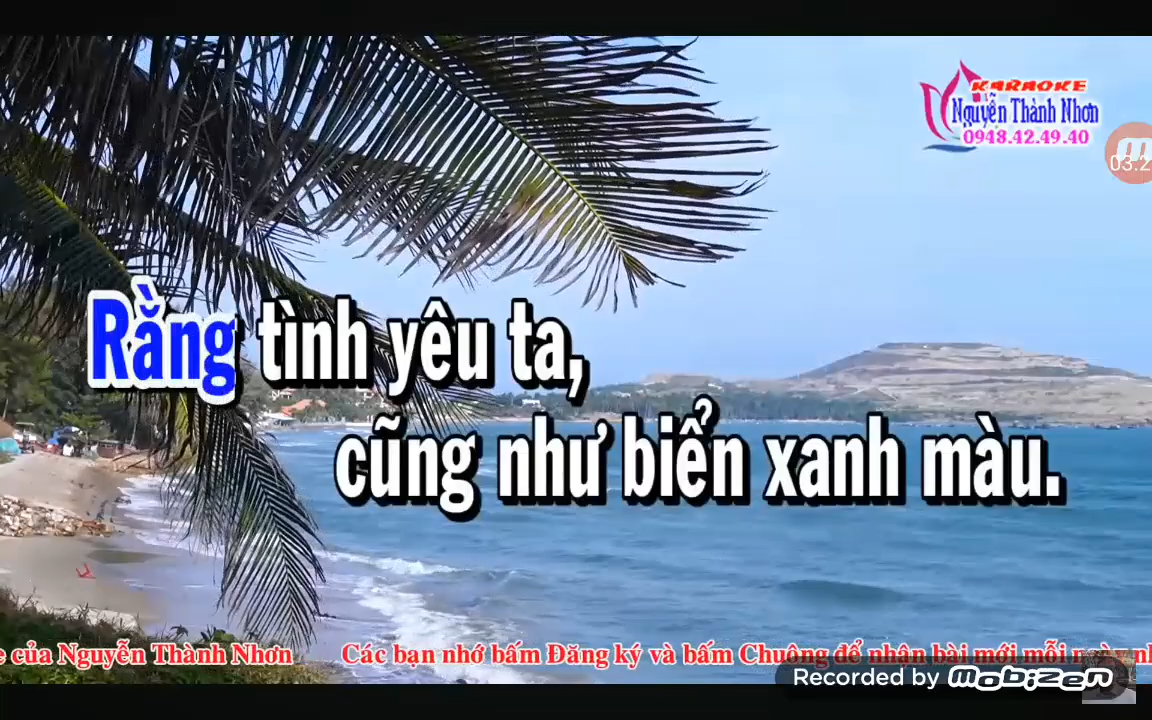 KARAOKE
Nguyễn Thành Nhơn
0948.42.49.40
03.2
Rằng tình yêu ta,
cũng như biển xanh màu.
của Nguyễn Thành Nhơn Các bạn nhớ bấm Đăng ký và bấm Chuông để nhận bài mới mỗi
Recorded by Mobizen